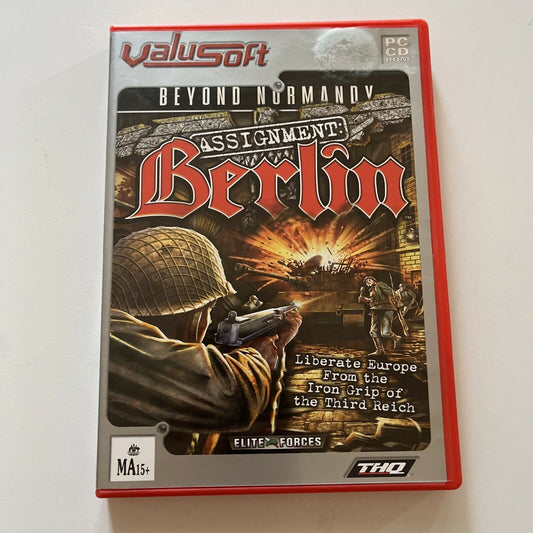 ValuSoft
PC
CD
ROM
BEYOND NORMANDY
ASSIGNMENT:
Berlin
TM
Liberate Europe
From the
Iron Grip of
the Third Reich
ELITE FORCES
MA15+
THQ